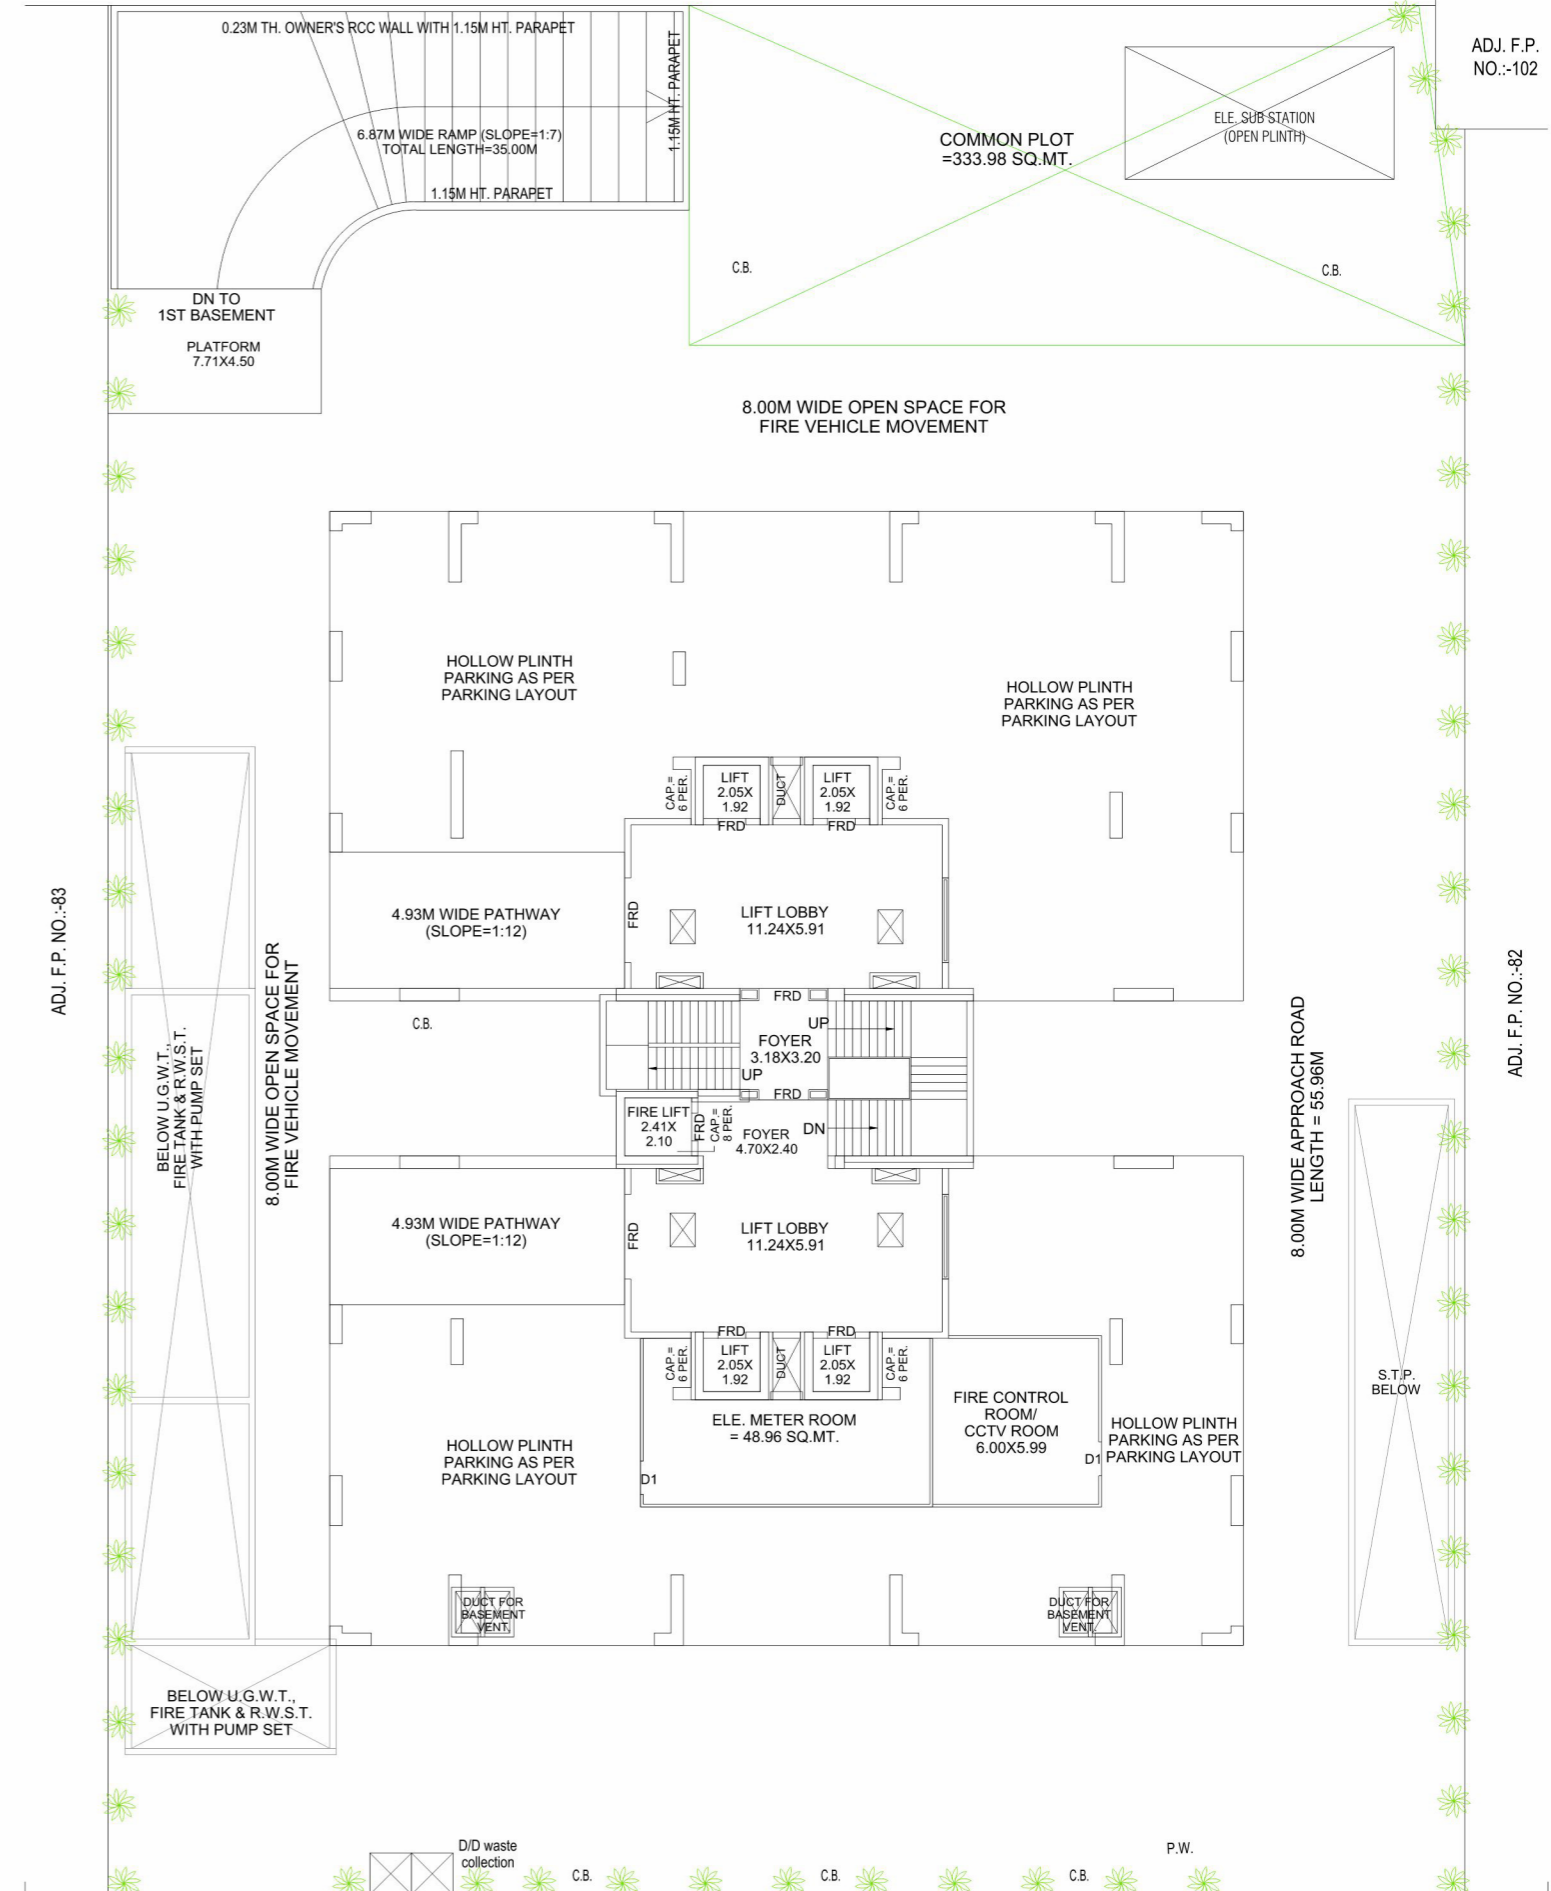 0.23M TH. OWNER'S RCC WALL WITH 1.15M HT. PARAPET
1.15M HT. PARAPET
6.87M WIDE RAMP (SLOPE=1:7)
TOTAL LENGTH=35.00M
1.15M HT. PARAPET
DN TO
1ST BASEMENT
PLATFORM
7.71X4.50
COMMON PLOT
=333.98 SQ.MT.
ELE. SUB STATION
(OPEN PLINTH)
ADJ. F.P.
NO.:-102
C.B.
C.B.
8.00M WIDE OPEN SPACE FOR
FIRE VEHICLE MOVEMENT
HOLLOW PLINTH
PARKING AS PER
PARKING LAYOUT
HOLLOW PLINTH
PARKING AS PER
PARKING LAYOUT
CAP.=
6 PER.
LIFT
2.05X
1.92
DUCT
LIFT
2.05X
1.92
CAP.=
6 PER.
FRD
FRD
4.93M WIDE PATHWAY
(SLOPE=1:12)
FRD
LIFT LOBBY
11.24X5.91
ADJ. F.P. NO.:-83
8.00M WIDE OPEN SPACE FOR
FIRE VEHICLE MOVEMENT
BELOW U.G.W.T.,
FIRE TANK & R.W.S.T.
WITH PUMP SET
C.B.
FRD
UP
FOYER
3.18X3.20
UP
FRD
FIRE LIFT
2.41X
2.10
FRD
CAP.=
8 PER.
FOYER
4.70X2.40
DN
8.00M WIDE APPROACH ROAD
LENGTH = 55.96M
ADJ. F.P. NO.:-82
4.93M WIDE PATHWAY
(SLOPE=1:12)
FRD
LIFT LOBBY
11.24X5.91
FRD
FRD
CAP.=
6 PER.
LIFT
2.05X
1.92
DUCT
LIFT
2.05X
1.92
CAP.=
6 PER.
ELE. METER ROOM
= 48.96 SQ.MT.
FIRE CONTROL
ROOM/
CCTV ROOM
6.00X5.99
S.T.P.
BELOW
HOLLOW PLINTH
PARKING AS PER
PARKING LAYOUT
D1
D1
HOLLOW PLINTH
PARKING AS PER
PARKING LAYOUT
DUCT FOR
BASEMENT
VENT.
DUCT FOR
BASEMENT
VENT.
BELOW U.G.W.T.,
FIRE TANK & R.W.S.T.
WITH PUMP SET
D/D waste
collection
C.B.
C.B.
C.B.
P.W.